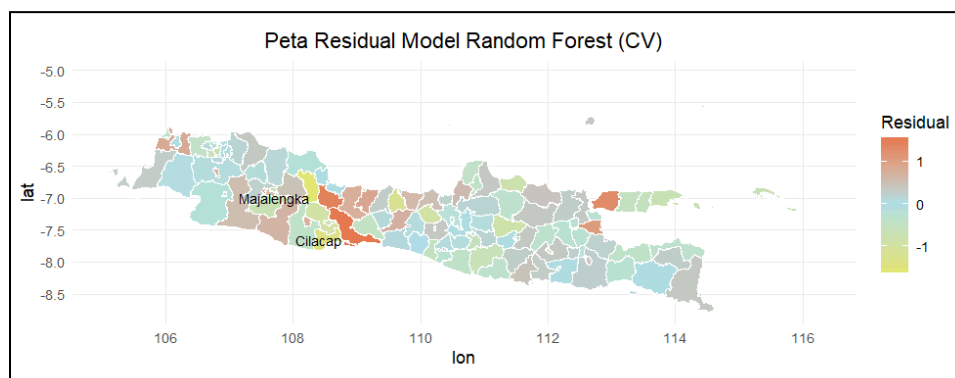 Peta Residual Model Random Forest (CV)
-5.0
-5.5
-6.0
-6.5
-7.0
-7.5
-8.0
-8.5
lat
Majalengka
Cilacap
106
108
110
112
114
116
lon
Residual
1
0
-1